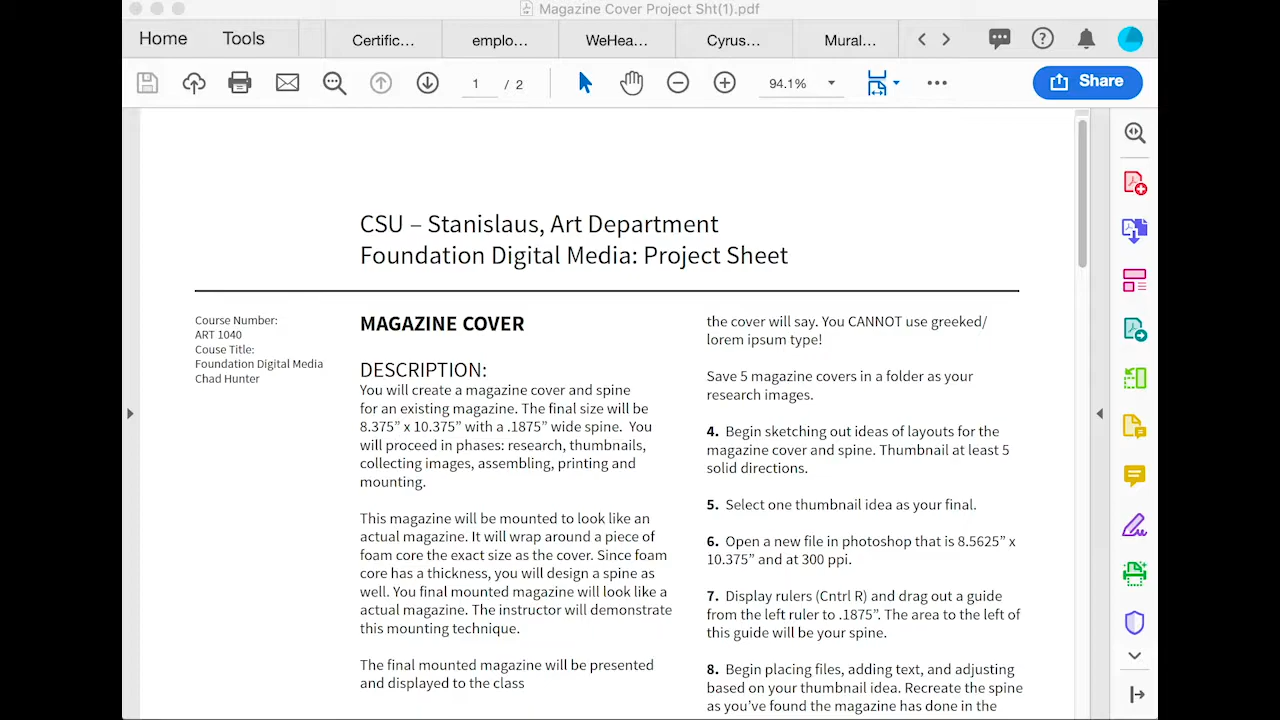 Magazine Cover Project Sht(1).pdf
Home Tools Certific... emplo... WeHea... Cyrus... Mural...
1 / 2 94.1% Share
CSU – Stanislaus, Art Department
Foundation Digital Media: Project Sheet
Course Number:
ART 1040
Couse Title:
Foundation Digital Media
Chad Hunter
MAGAZINE COVER
DESCRIPTION:
You will create a magazine cover and spine
for an existing magazine. The final size will be
8.375” x 10.375” with a .1875” wide spine. You
will proceed in phases: research, thumbnails,
collecting images, assembling, printing and
mounting.
This magazine will be mounted to look like an
actual magazine. It will wrap around a piece of
foam core the exact size as the cover. Since foam
core has a thickness, you will design a spine as
well. You final mounted magazine will look like a
actual magazine. The instructor will demonstrate
this mounting technique.
The final mounted magazine will be presented
and displayed to the class
the cover will say. You CANNOT use greeked/
lorem ipsum type!
Save 5 magazine covers in a folder as your
research images.
4. Begin sketching out ideas of layouts for the
magazine cover and spine. Thumbnail at least 5
solid directions.
5. Select one thumbnail idea as your final.
6. Open a new file in photoshop that is 8.5625” x
10.375” and at 300 ppi.
7. Display rulers (Cntrl R) and drag out a guide
from the left ruler to .1875”. The area to the left of
this guide will be your spine.
8. Begin placing files, adding text, and adjusting
based on your thumbnail idea. Recreate the spine
as you’ve found the magazine has done in the